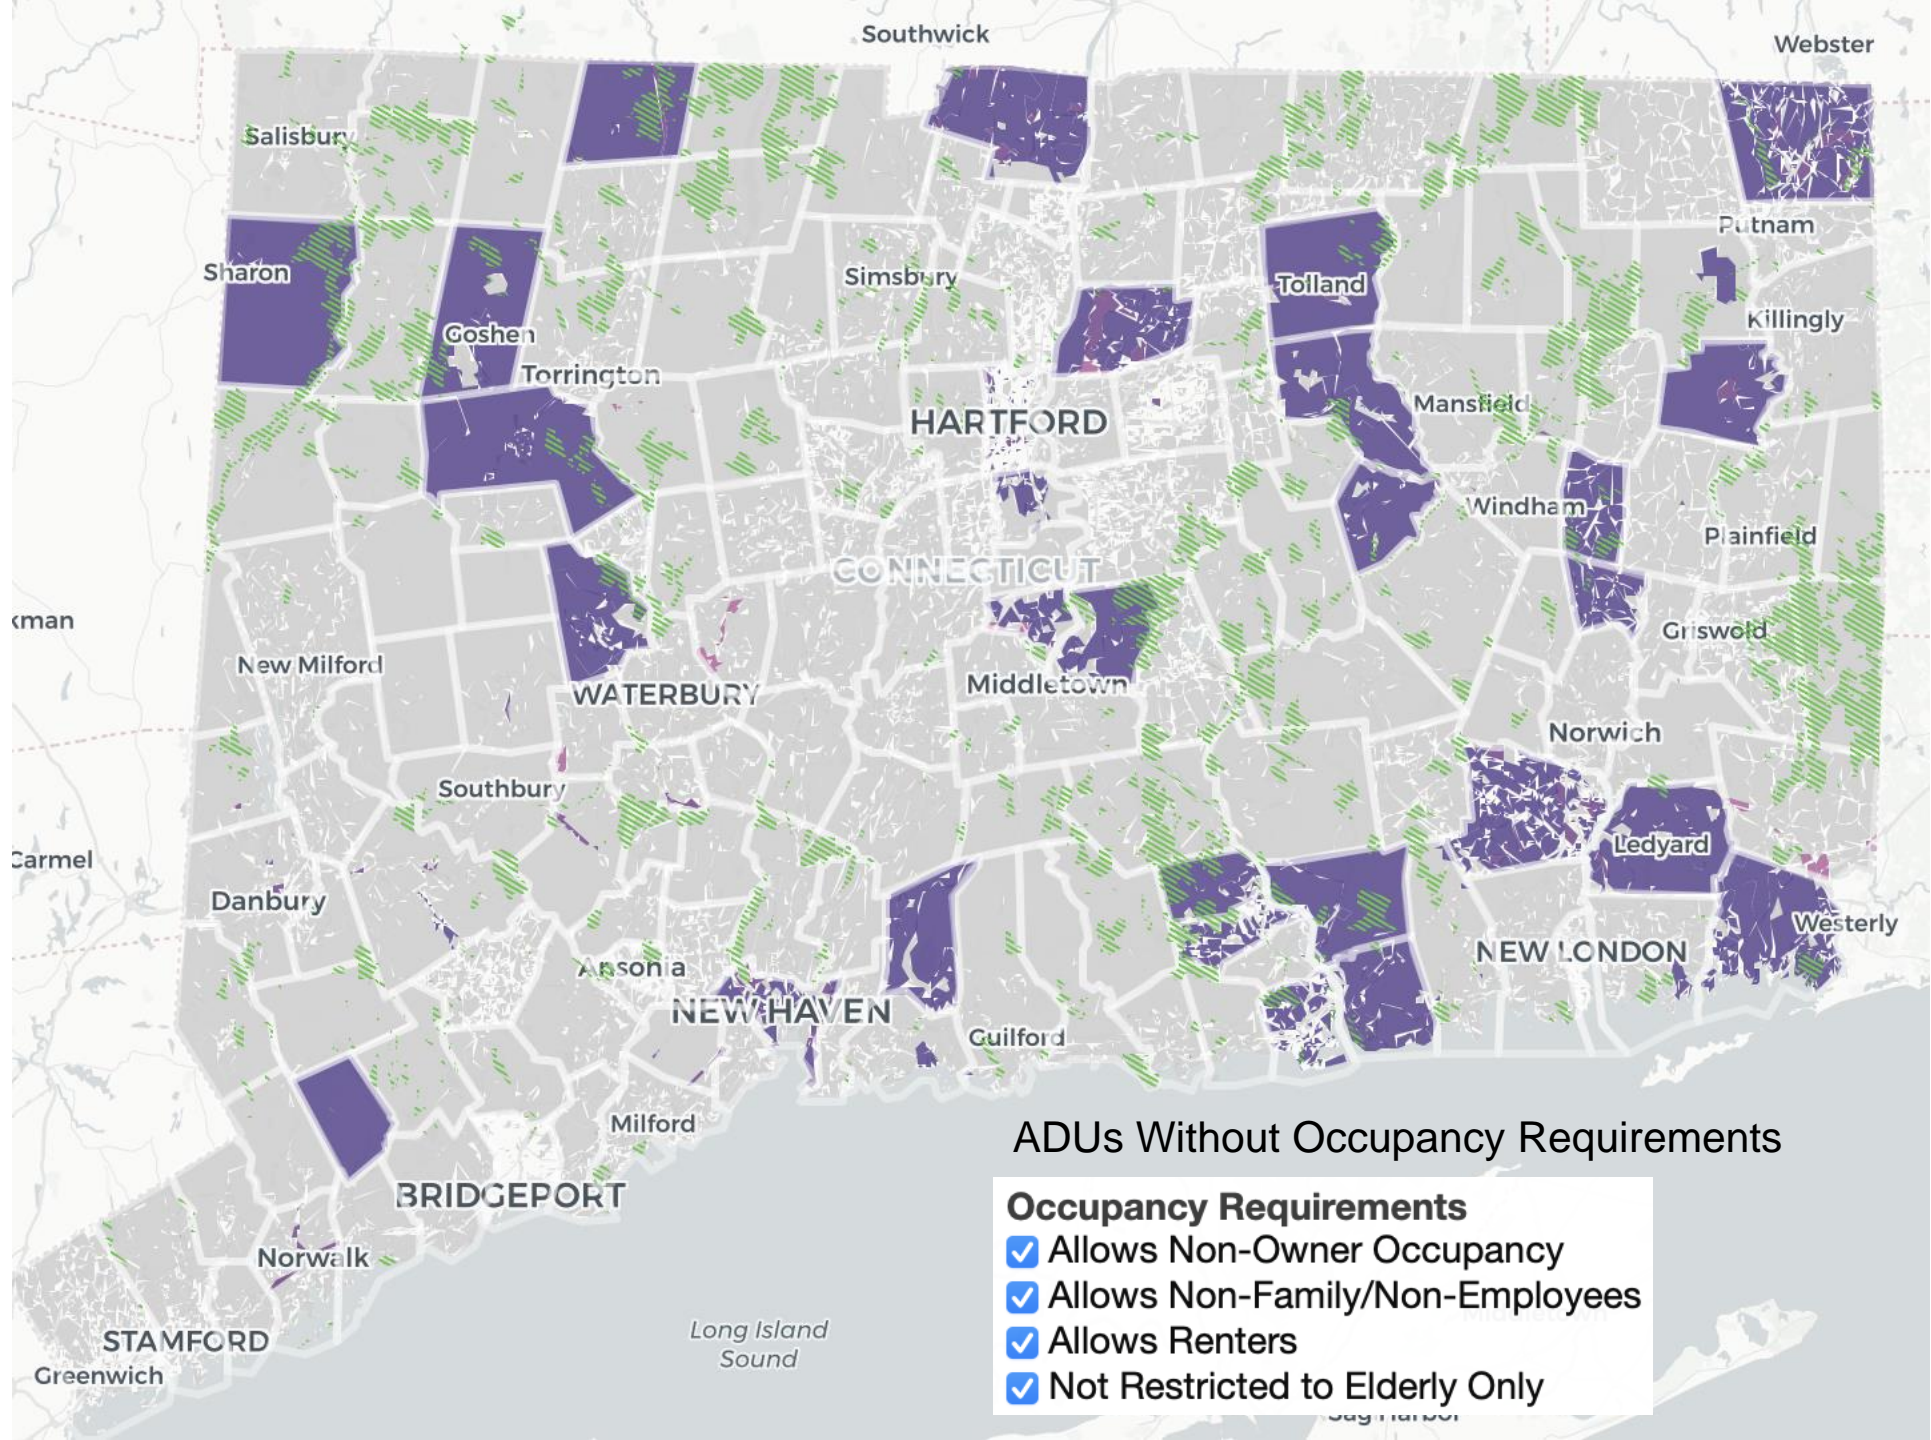 Southwick
Webster
Salisbury
Putnam
Sharon
Simsbury
Tolland
Killingly
Goshen
Torrington
Mansfield
HARTFORD
Windham
Plainfield
CONNECTICUT
kman
Griswold
New Milford
Middletown
WATERBURY
Norwich
Southbury
Ledyard
Carmel
Danbury
Westerly
NEW LONDON
Ansonia
NEW HAVEN
Guilford
Milford
ADUs Without Occupancy Requirements
BRIDGEPORT
Occupancy Requirements
Allows Non-Owner Occupancy
Norwalk
Allows Non-Family/Non-Employees
Long Island
Sound
STAMFORD
Allows Renters
Greenwich
Not Restricted to Elderly Only
Sag Harbor